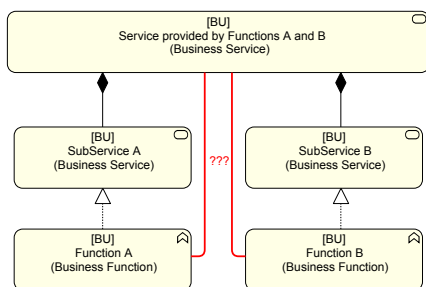 [BU]
Service provided by Functions A and B
(Business Service)
[BU]
SubService A
(Business Service)
[BU]
SubService B
(Business Service)
???
[BU]
Function A
(Business Function)
[BU]
Function B
(Business Function)